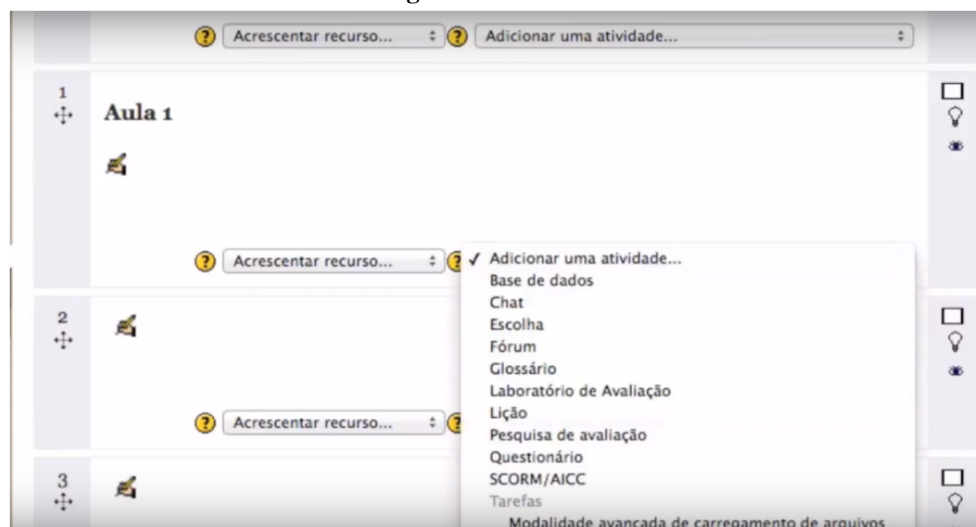 Acrescentar recurso... Adicionar uma atividade...
1
Aula 1
Acrescentar recurso... ✓ Adicionar uma atividade...
Base de dados
Chat
Escolha
Fórum
Glossário
Laboratório de Avaliação
Lição
Pesquisa de avaliação
Questionário
SCORM/AICC
Tarefas
Modalidade avançada de carregamento de arquivos
2
Acrescentar recurso...
3